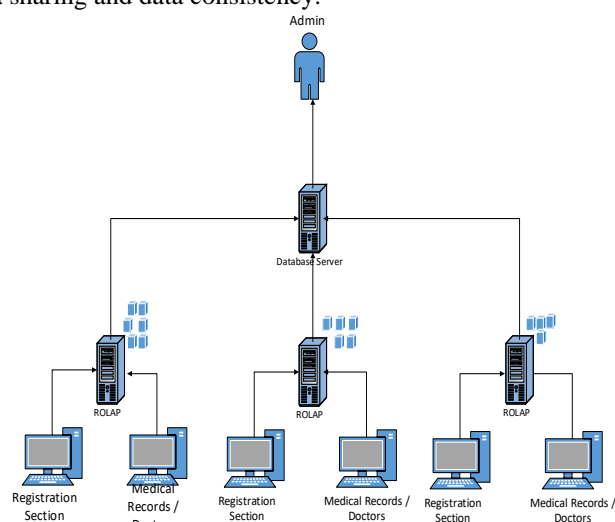 sharing and data consistency.
Admin
Database Server
ROLAP
ROLAP
ROLAP
Registration
Section
Medical
Records /
Registration
Section
Medical Records /
Doctors
Registration
Section
Medical Records /
Doctors